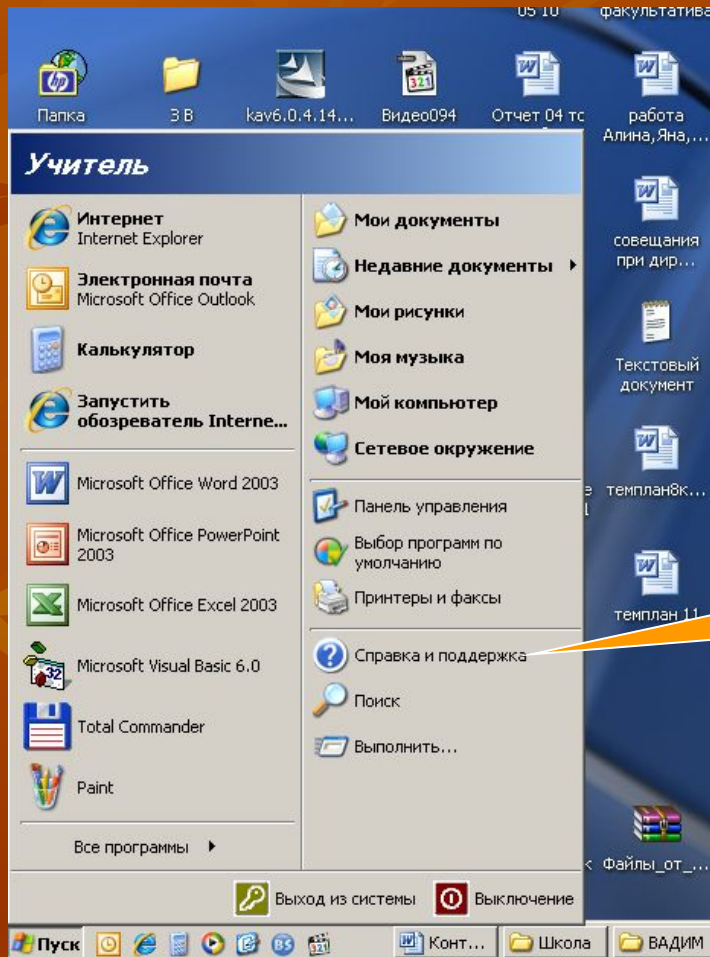 05 10
факультатива
Папка
3 В
kav6.0.4.14...
Видео094
Отчет 04 то
работа
Алина,Яна,...
Учитель
Интернет
Internet Explorer
Электронная почта
Microsoft Office Outlook
Калькулятор
Запустить
обозреватель Interne...
Microsoft Office Word 2003
Microsoft Office PowerPoint
2003
Microsoft Office Excel 2003
Microsoft Visual Basic 6.0
Total Commander
Paint
Все программы
Мои документы
Недавние документы
Мои рисунки
Моя музыка
Мой компьютер
Сетевое окружение
Панель управления
Выбор программ по
умолчанию
Принтеры и факсы
Справка и поддержка
Поиск
Выполнить...
совещания
при дир...
Текстовый
документ
темплан8к...
темплан 11
Файлы_от_...
Выход из системы
Выключение
Пуск
Конт...
Школа
ВАДИМ